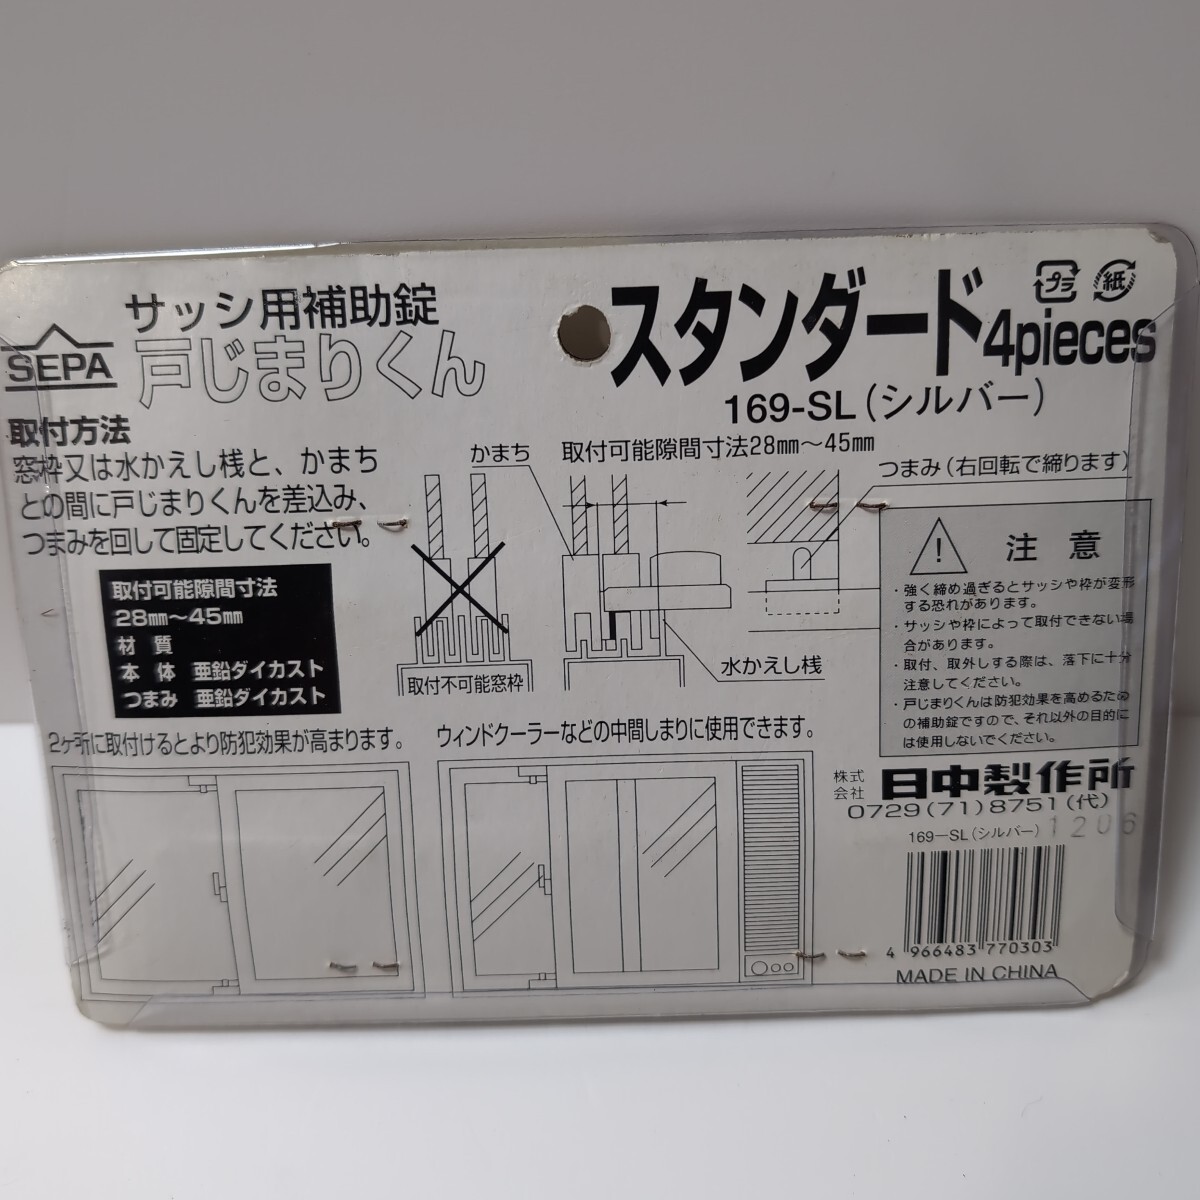 サッシ用補助錠
SEPA
戸じまりくん
スタンダード4pieces
プラ
紙
169-SL(シルバー)
取付方法
窓枠又は水かえし桟と、かまち
との間に戸じまりくんを差込み、
つまみを回して固定してください。
取付可能隙間寸法
28㎜～45㎜
材質
本体 亜鉛ダイカスト
つまみ 亜鉛ダイカスト
かまち
取付可能隙間寸法28㎜～45㎜
つまみ(右回転で締ります)
取付不可能窓枠
水かえし桟
! 注意
・強く締め過ぎるとサッシや枠が変形
する恐れがあります。
・サッシや枠によって取付できない場
合があります。
・取付、取外しする際は、落下に十分
注意してください。
・戸じまりくんは防犯効果を高めるため
の補助錠ですので、それ以外の目的に
は使用しないでください。
2ヶ所に取付けるとより防犯効果が高まります。
ウィンドクーラーなどの中間しまりに使用できます。
株式会社 日中製作所
0729(71)8751(代)
169-SL(シルバー) 1206
4 966483 770303
MADE IN CHINA